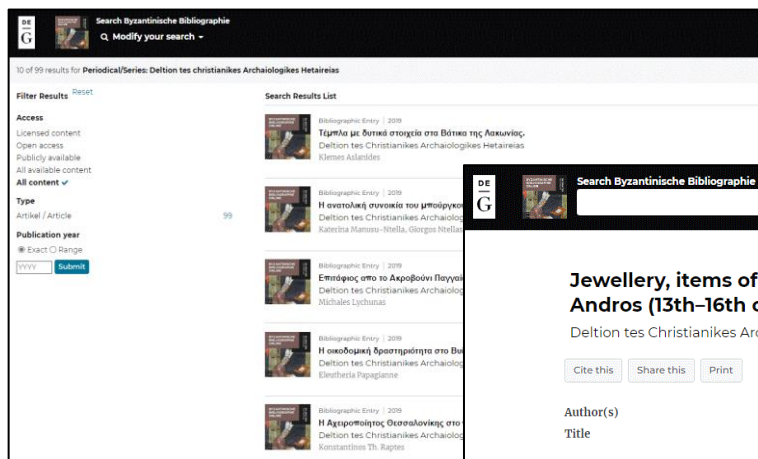 DE
G
Search Byzantinische Bibliographie
Modify your search
10 of 99 results for Periodical/Series: Deltion tes christianikes Archaiologikes Hetaireias
Filter Results Reset
Access
Licensed content
Open access
Publicly available
All available content
All content
Type
Artikel / Article 99
Publication year
Exact Range
YYYY Submit
Search Results List
Bibliographic Entry | 2019
Τέμπλα με δυτικά στοιχεία στα Βάτικα της Λακωνίας.
Deltion tes Christianikes Archaiologikes Hetaireias
Klemes Aslanides
Bibliographic Entry | 2019
Η ανατολική συνοικία του μπούργκου
Deltion tes Christianikes Archaiolog
Katerina Manusu-Ntella, Giorgos Ntellas
Bibliographic Entry | 2019
Επιτάφιος απο το Ακροβούνι Παγγαί
Deltion tes Christianikes Archaiolog
Michales Lychunas
Bibliographic Entry | 2019
Η οικοδομική δραστηριότητα στο Βυ
Deltion tes Christianikes Archaiolog
Eleutheria Papagianne
Bibliographic Entry | 2019
Η Αχειροποίητος Θεσσαλονίκης στο
Deltion tes Christianikes Archaiolog
Konstantinos Th. Raptes
DE
G
Search Byzantinische Bibliographie
Jewellery, items of
Andros (13th–16th c
Deltion tes Christianikes Arc
Cite this Share this Print
Author(s)
Title